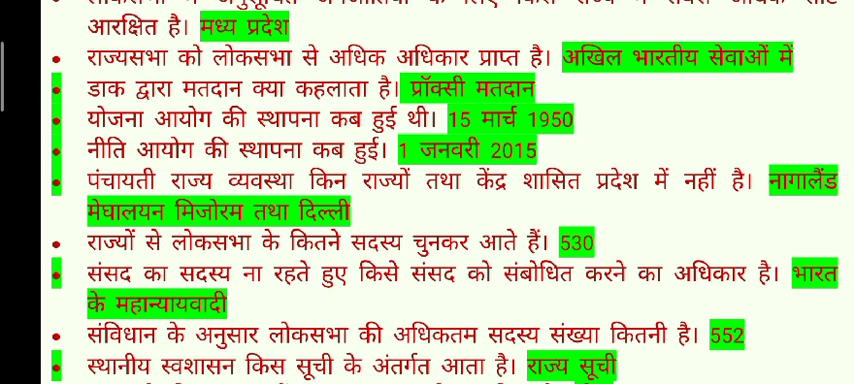 आरक्षित है। मध्य प्रदेश
• राज्यसभा को लोकसभा से अधिक अधिकार प्राप्त है। अखिल भारतीय सेवाओं में
• डाक द्वारा मतदान क्या कहलाता है। प्रॉक्सी मतदान
• योजना आयोग की स्थापना कब हुई थी। 15 मार्च 1950
• नीति आयोग की स्थापना कब हुई। 1 जनवरी 2015
• पंचायती राज्य व्यवस्था किन राज्यों तथा केंद्र शासित प्रदेश में नहीं है। नागालैंड
मेघालयन मिजोरम तथा दिल्ली
• राज्यों से लोकसभा के कितने सदस्य चुनकर आते हैं। 530
• संसद का सदस्य ना रहते हुए किसे संसद को संबोधित करने का अधिकार है। भारत
के महान्यायवादी
• संविधान के अनुसार लोकसभा की अधिकतम सदस्य संख्या कितनी है। 552
• स्थानीय स्वशासन किस सूची के अंतर्गत आता है। राज्य सूची